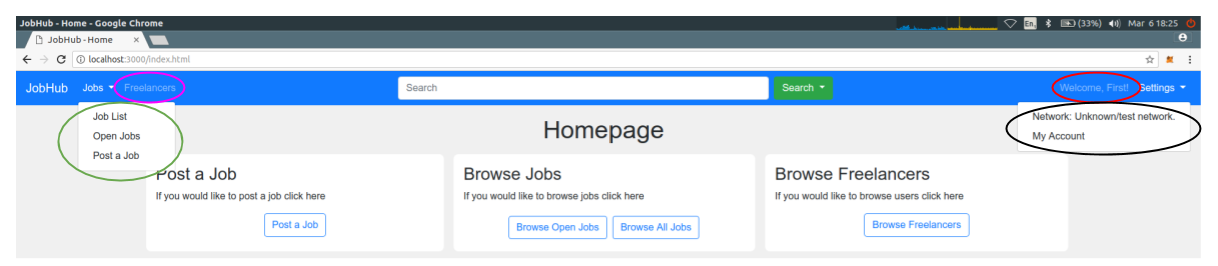 JobHub - Home - Google Chrome En (33%) Mar 6 18:25
JobHub - Home ×
localhost:3000/index.html
JobHub Jobs Freelancers Search Search Welcome, First! Settings
Job List
Open Jobs
Post a Job
Network: Unknown/test network.
My Account
Homepage
Post a Job
If you would like to post a job click here
Post a Job
Browse Jobs
If you would like to browse jobs click here
Browse Open Jobs Browse All Jobs
Browse Freelancers
If you would like to browse users click here
Browse Freelancers